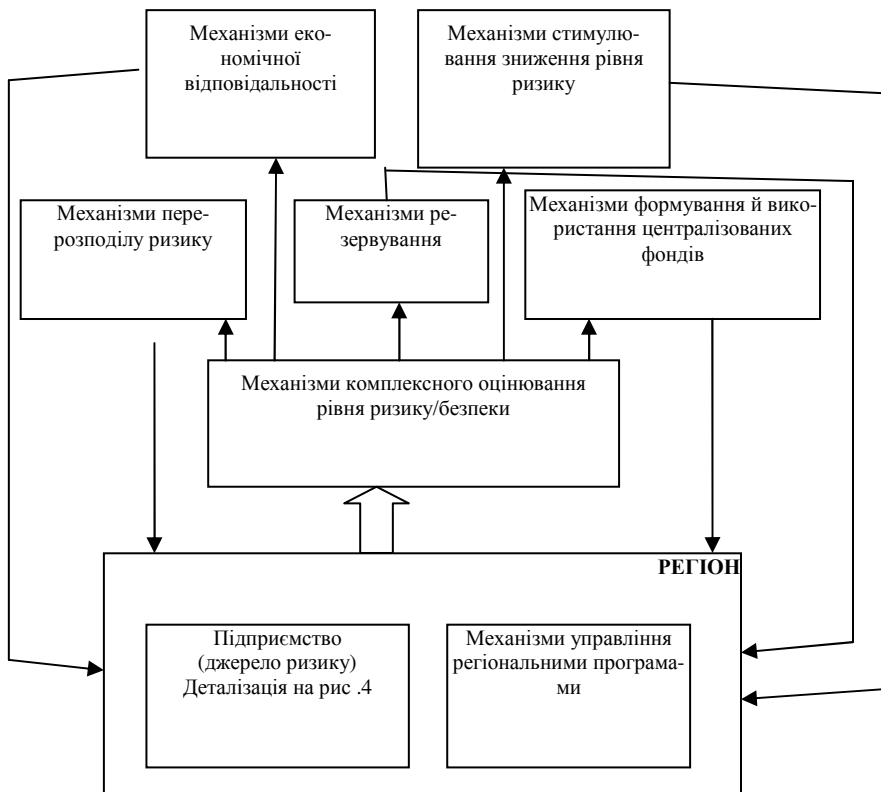 Механізми еко-
номічної
відповідальності
Механізми стимулю-
вання зниження рівня
ризику
Механізми пере-
розподілу ризику
Механізми ре-
зервування
Механізми формування й вико-
ристання централізованих
фондів
Механізми комплексного оцінювання
рівня ризику/безпеки
РЕГІОН
Підприємство
(джерело ризику)
Деталізація на рис .4
Механізми управління
регіональними програма-
ми